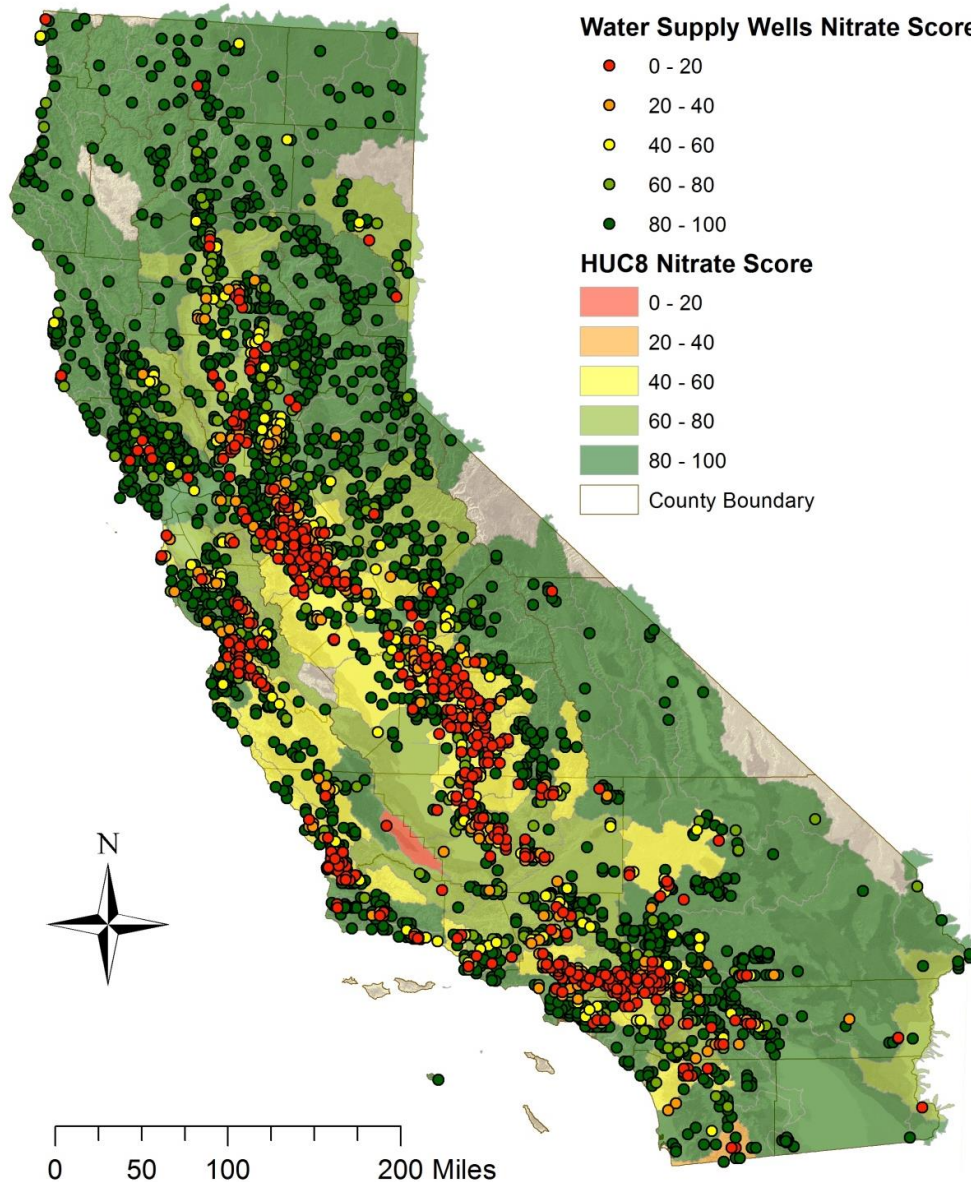 Water Supply Wells Nitrate Score
0 - 20
20 - 40
40 - 60
60 - 80
80 - 100
HUC8 Nitrate Score
0 - 20
20 - 40
40 - 60
60 - 80
80 - 100
County Boundary
N
0 50 100 200 Miles